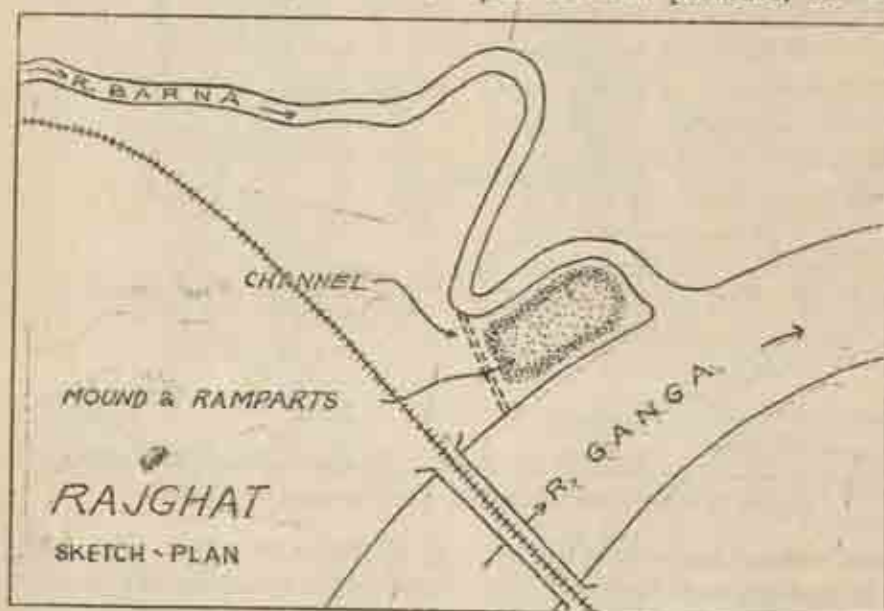 R. BARNA
CHANNEL
MOUND & RAMPARTS
R. GANGA.
RAJGHAT
SKETCH - PLAN